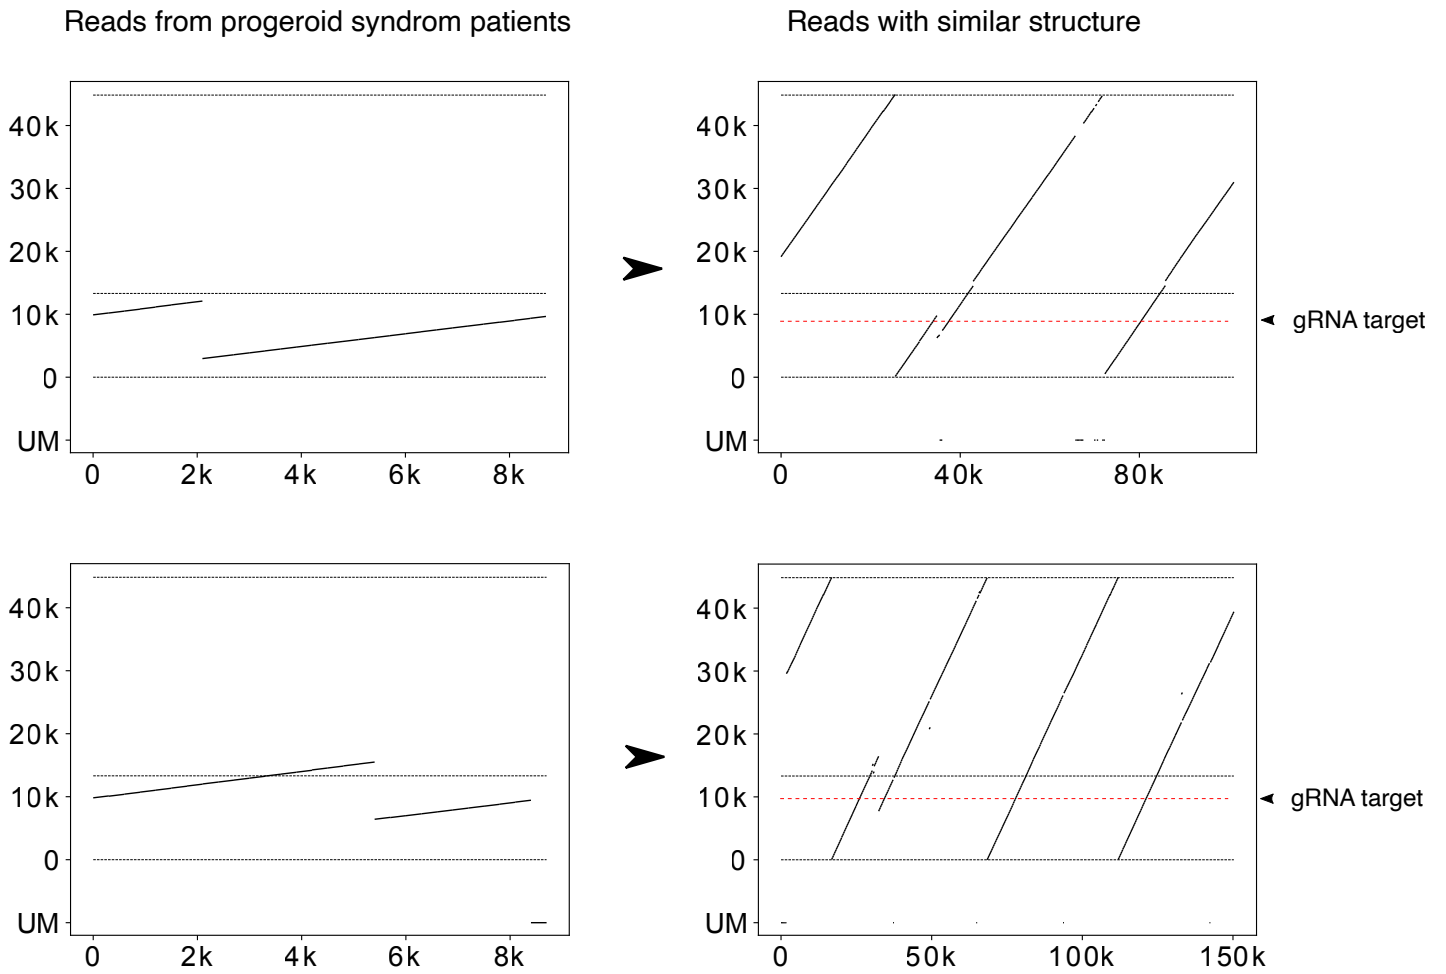 Reads from progeroid syndrom patients
Reads with similar structure
40k
30k
20k
10k
0
UM
0 2k 4k 6k 8k
40k
30k
20k
10k
0
UM
0 40k 80k
gRNA target
40k
30k
20k
10k
0
UM
0 2k 4k 6k 8k
40k
30k
20k
10k
0
UM
0 50k 100k 150k
gRNA target